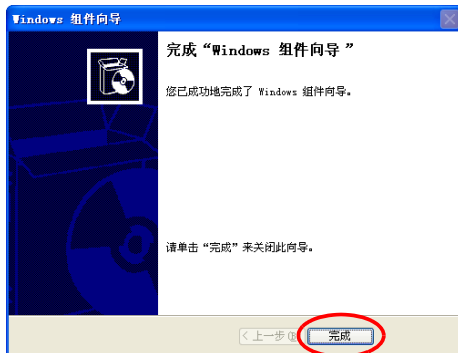 Windows 组件向导
完成“Windows 组件向导”
您已成功地完成了 Windows 组件向导。
请单击“完成”来关闭此向导。
<上一步(B)
完成